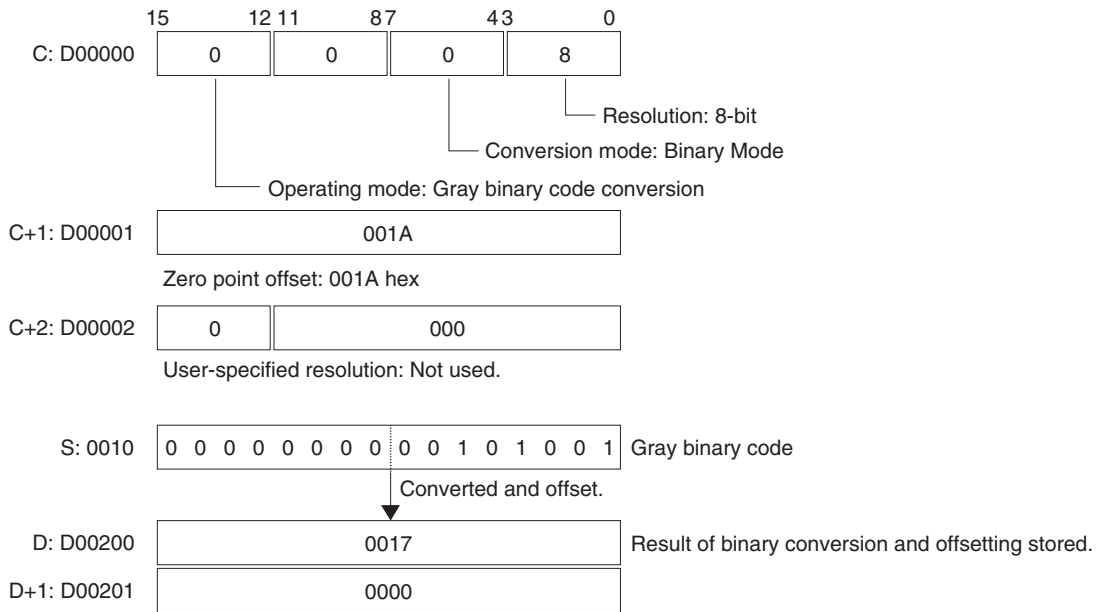 15 12 11 8 7 4 3 0
C: D00000 0 0 0 8
Resolution: 8-bit
Conversion mode: Binary Mode
Operating mode: Gray binary code conversion
C+1: D00001 001A
Zero point offset: 001A hex
C+2: D00002 0 000
User-specified resolution: Not used.
S: 0010 0 0 0 0 0 0 0 0 0 0 1 0 1 0 0 1 Gray binary code
Converted and offset.
D: D00200 0017 Result of binary conversion and offsetting stored.
D+1: D00201 0000